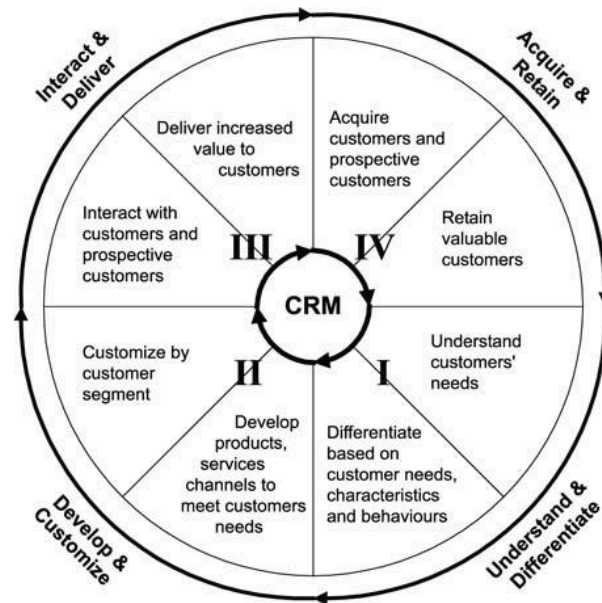 Interact &
Deliver
Acquire &
Retain
Deliver increased
value to
customers
Acquire
customers and
prospective
customers
Interact with
customers and
prospective
customers
III
IV
Retain
valuable
customers
CRM
Customize by
customer
segment
II
I
Understand
customers'
needs
Develop
products,
services
channels to
meet customers
needs
Differentiate
based on
customer needs,
characteristics
and behaviours
Develop &
Customize
Understand &
Differentiate